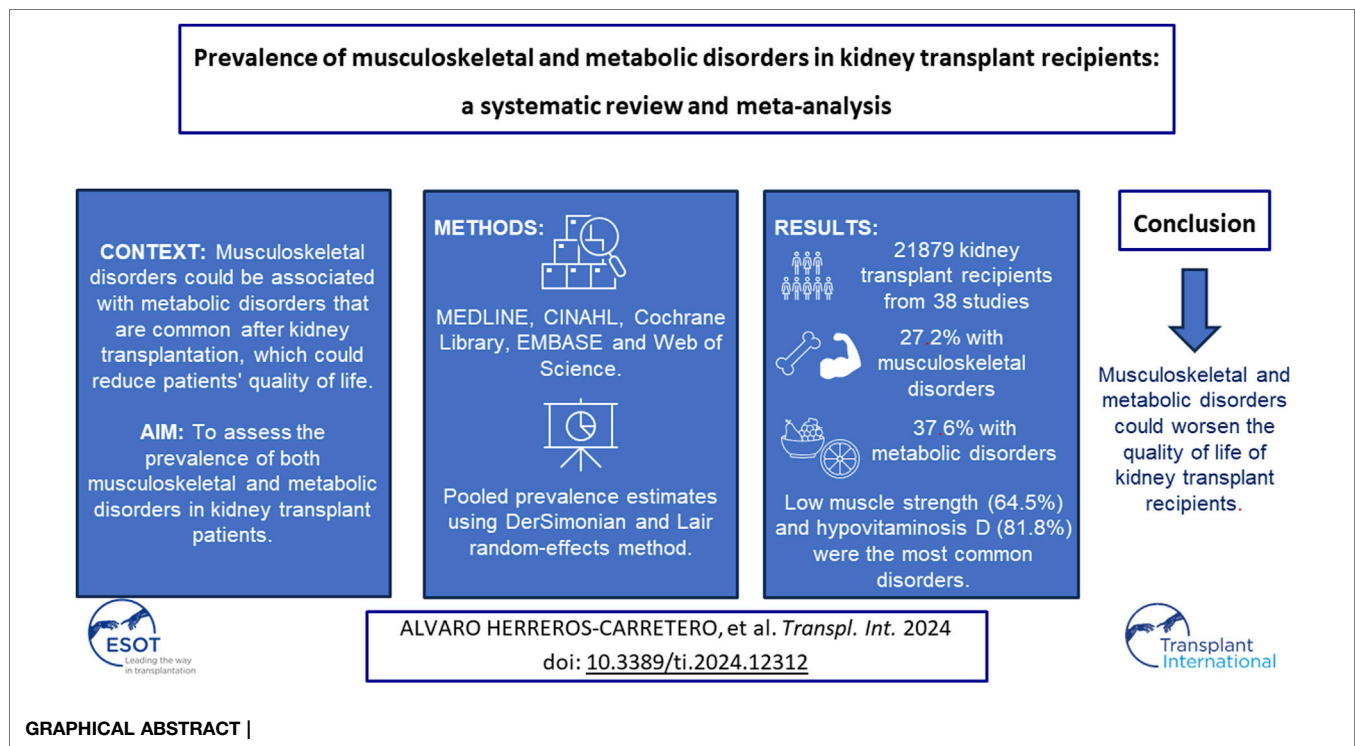 Prevalence of musculoskeletal and metabolic disorders in kidney transplant recipients:
a systematic review and meta-analysis
CONTEXT: Musculoskeletal
disorders could be associated
with metabolic disorders that
are common after kidney
transplantation, which could
reduce patients' quality of life.
AIM: To assess the
prevalence of both
musculoskeletal and metabolic
disorders in kidney transplant
patients.
METHODS:
MEDLINE, CINAHL, Cochrane
Library, EMBASE and Web of
Science.
Pooled prevalence estimates
using DerSimonian and Lair
random-effects method.
RESULTS:
21879 kidney
transplant recipients
from 38 studies
27.2% with
musculoskeletal
disorders
37.6% with
metabolic disorders
Low muscle strength (64.5%)
and hypovitaminosis D (81.8%)
were the most common
disorders.
Conclusion
Musculoskeletal and
metabolic disorders
could worsen the
quality of life of
kidney transplant
recipients.
ESOT
Leading the way
in transplantation
ALVARO HERREROS-CARRETERO, et al. Transpl. Int. 2024
doi: 10.3389/ti.2024.12312
Transplant
International
GRAPHICAL ABSTRACT |